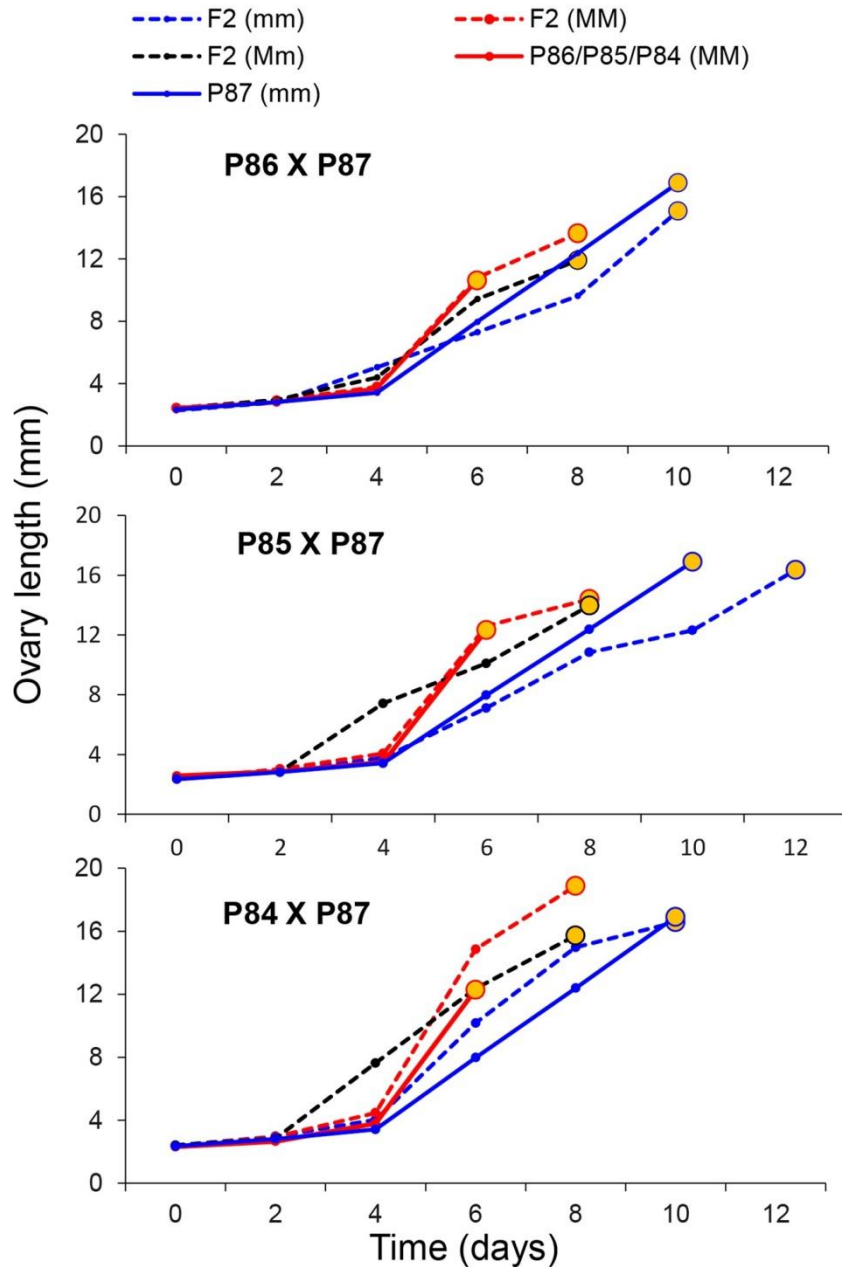 F2 (mm) F2 (MM)
F2 (Mm) P86/P85/P84 (MM)
P87 (mm)
Ovary length (mm)
P86 X P87
20
16
12
8
4
0
0 2 4 6 8 10 12
P85 X P87
20
16
12
8
4
0
0 2 4 6 8 10 12
P84 X P87
20
16
12
8
4
0
0 2 4 6 8 10 12
Time (days)